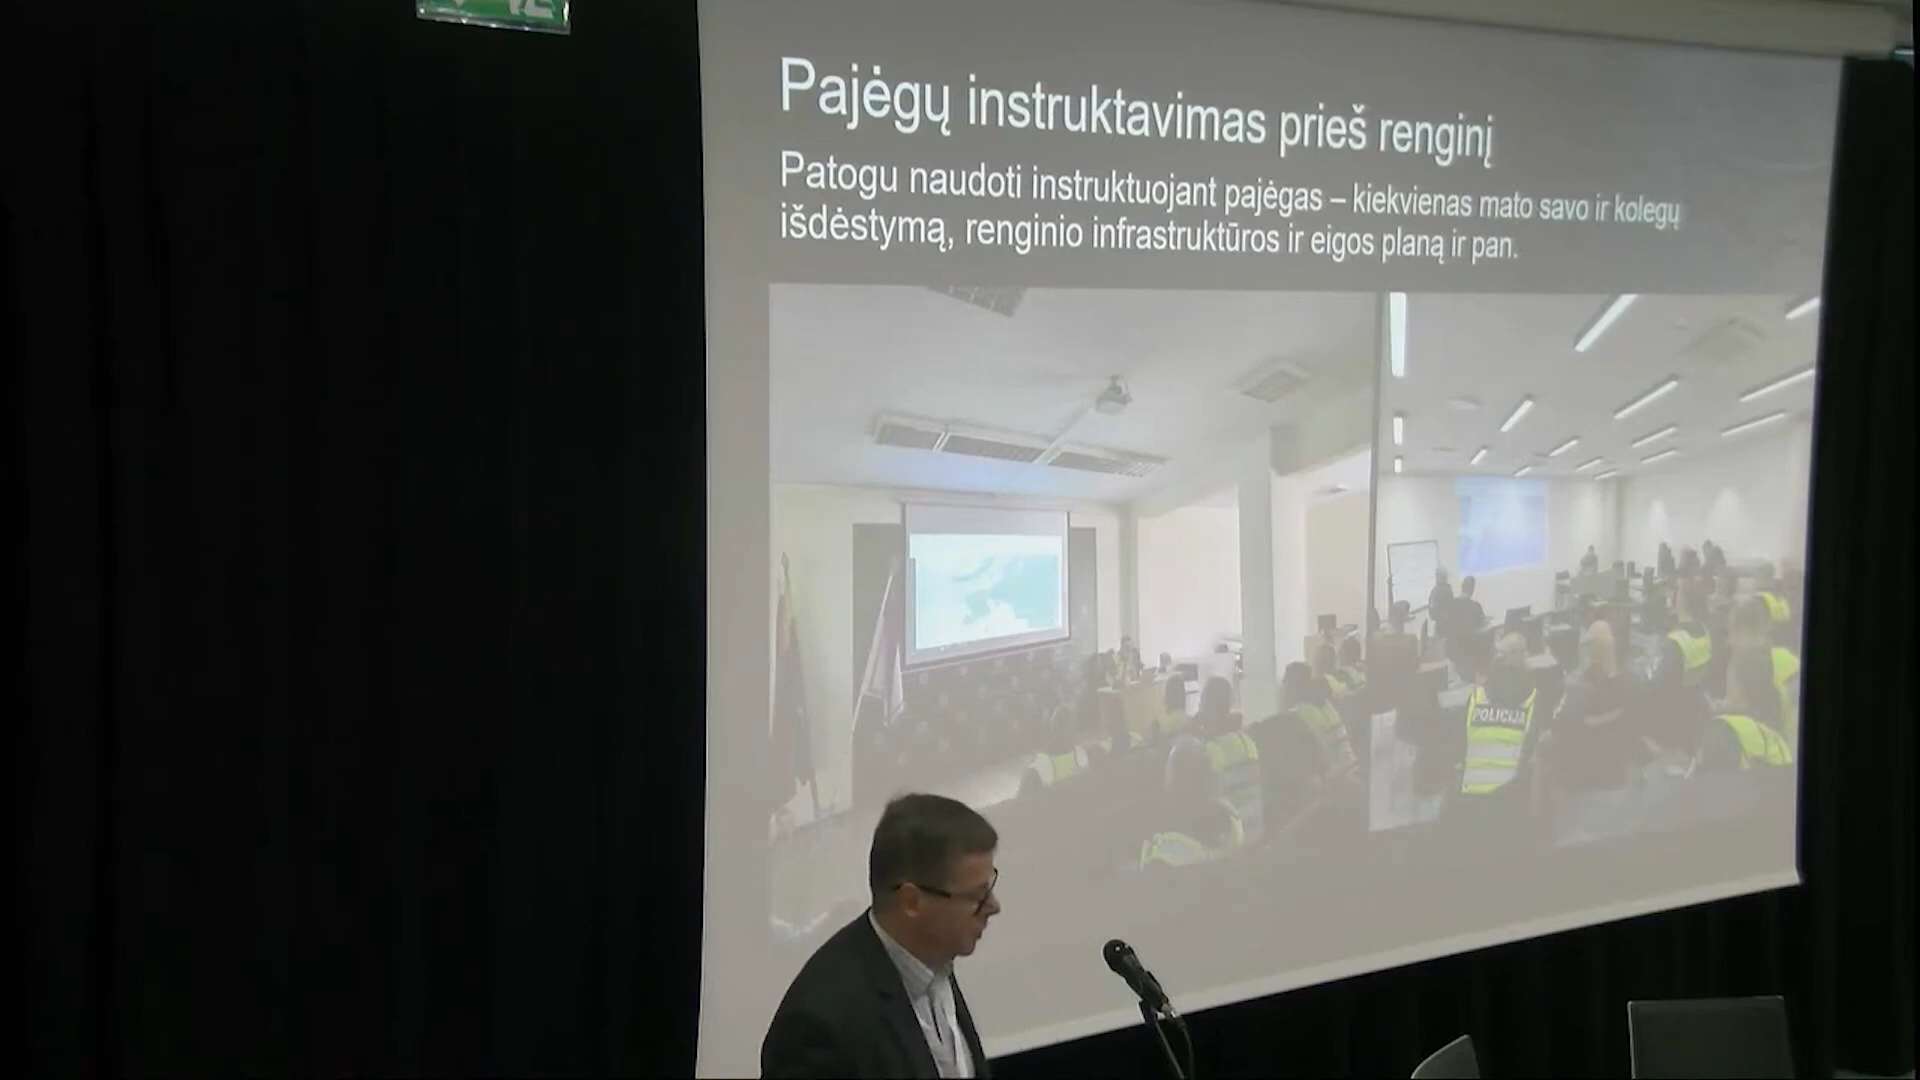 Pajėgų instruktavimas prieš renginį
Patogu naudoti instruktuojant pajėgas – kiekvienas mato savo ir kolegų
išdėstymą, renginio infrastruktūros ir eigos planą ir pan.
POLICIJA